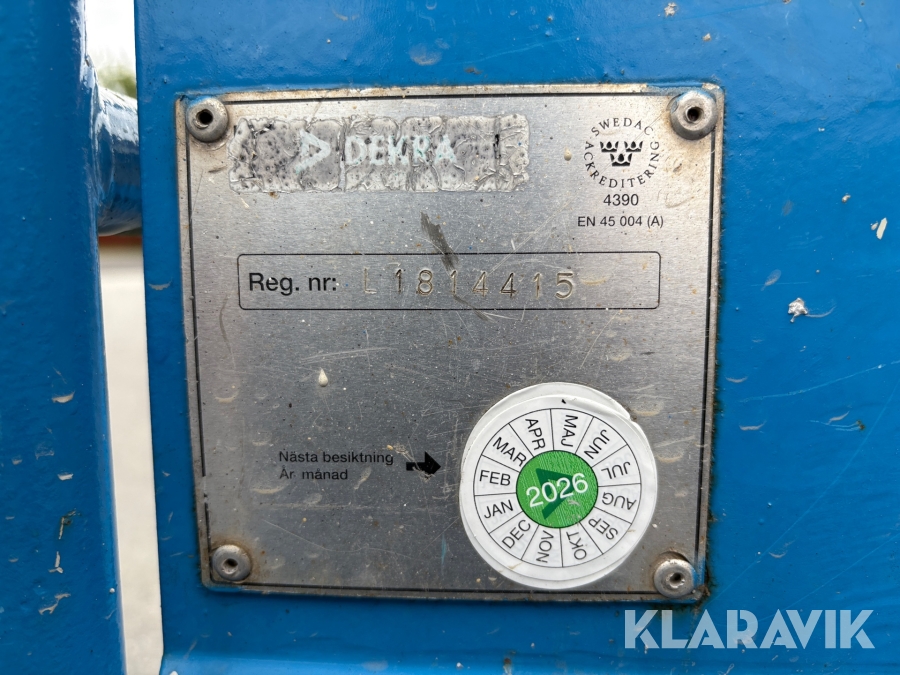 DEKRA
SWEDAC
ACKREDITERING
4390
EN 45 004 (A)
Reg. nr: L1814415
Nästa besiktning
År månad
JAN
FEB
MAR
APR
MAJ
JUN
JUL
AUG
SEP
OKT
NOV
DEC
2026
KLARAVIK